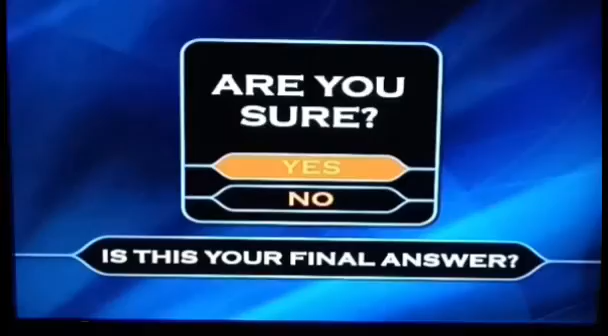 ARE YOU
SURE?
YES
NO
IS THIS YOUR FINAL ANSWER?